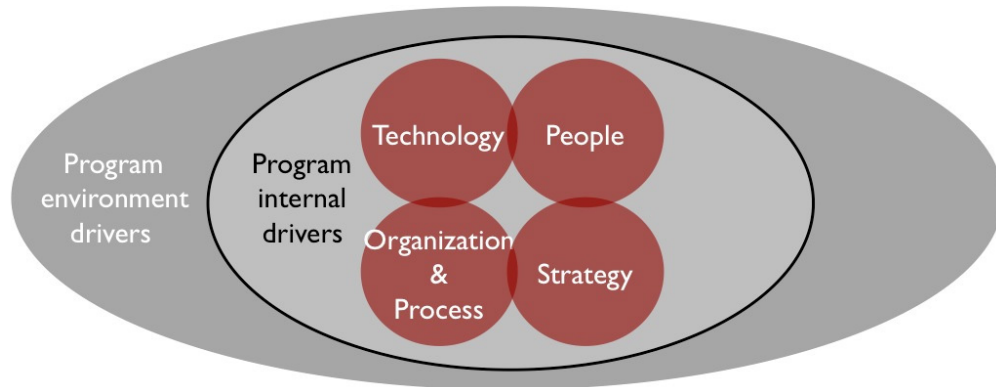 Program
environment
drivers
Program
internal
drivers
Technology
People
Organization
&
Process
Strategy